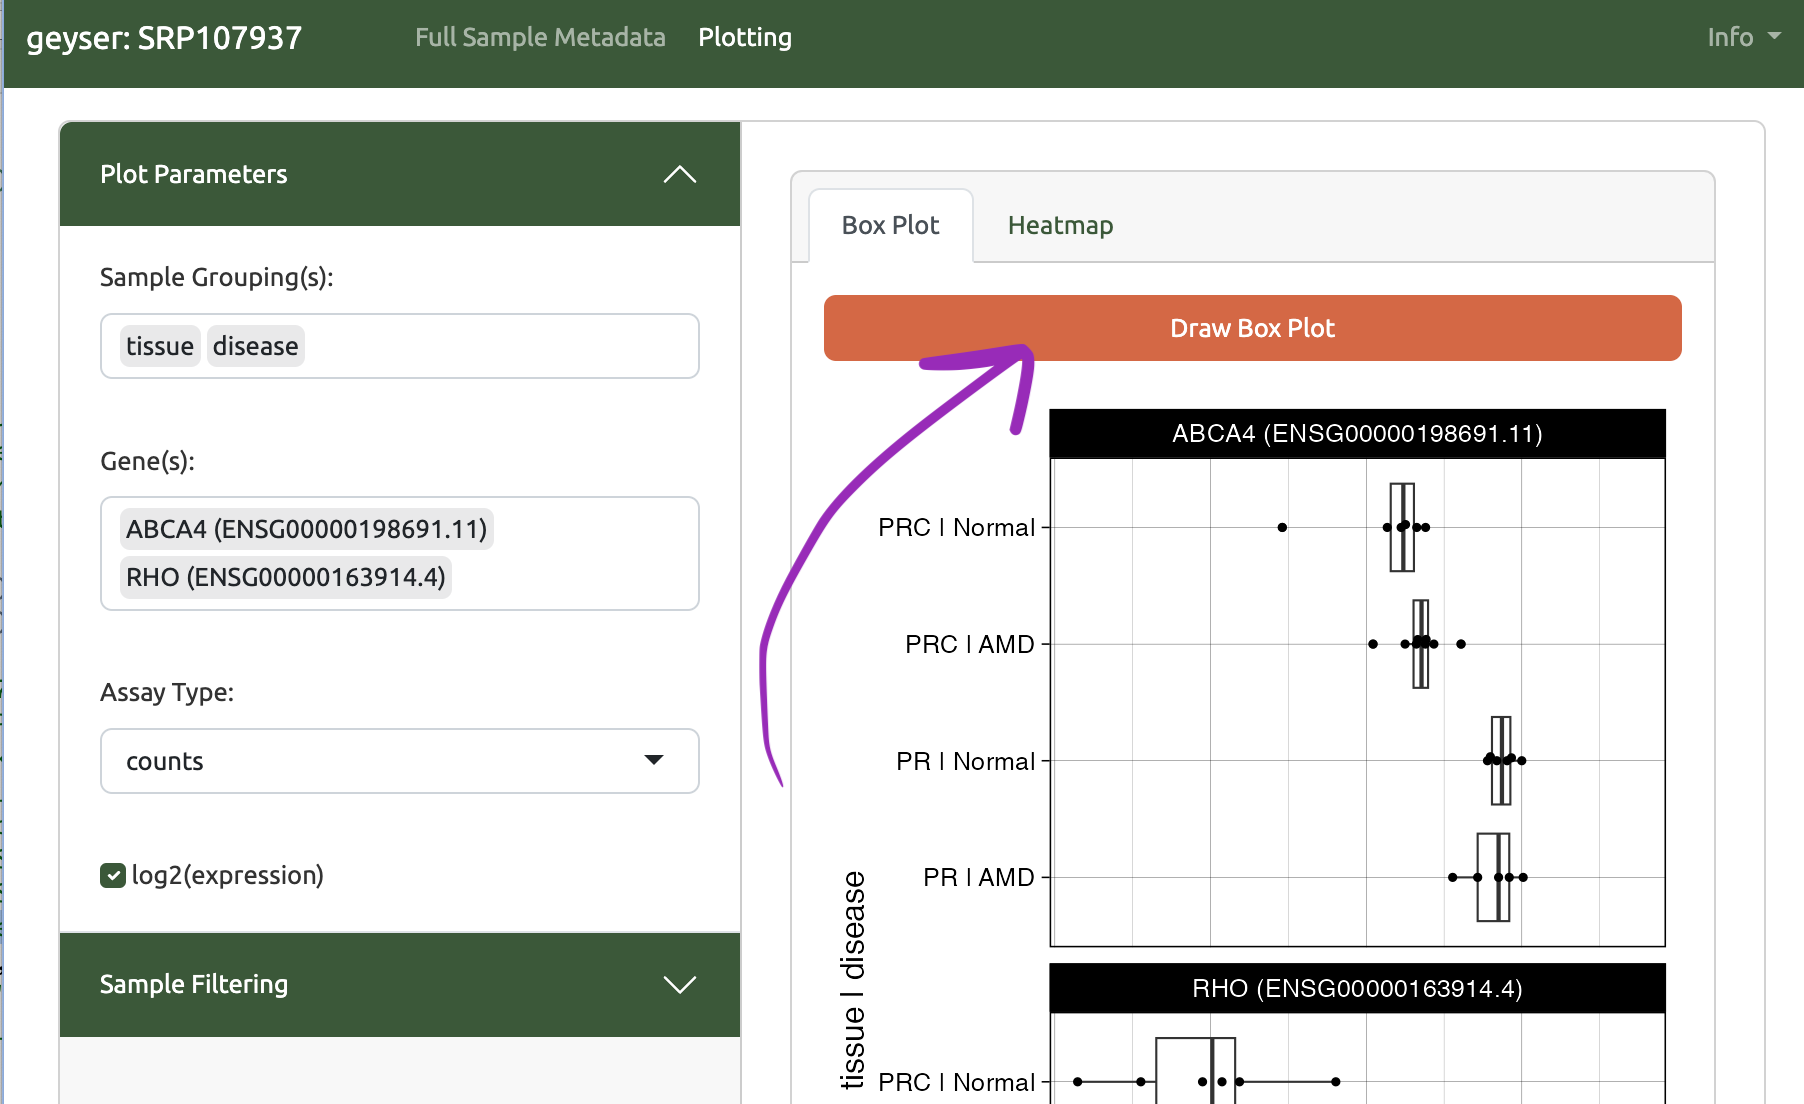 geyser: SRP107937
Full Sample Metadata
Plotting
Info
Plot Parameters
Sample Grouping(s):
tissue disease
Gene(s):
ABCA4 (ENSG00000198691.11)
RHO (ENSG00000163914.4)
Assay Type:
counts
log2(expression)
Sample Filtering
Box Plot
Heatmap
Draw Box Plot
ABCA4 (ENSG00000198691.11)
PRC | Normal
PRC | AMD
PR | Normal
PR | AMD
tissue | disease
RHO (ENSG00000163914.4)
PRC | Normal